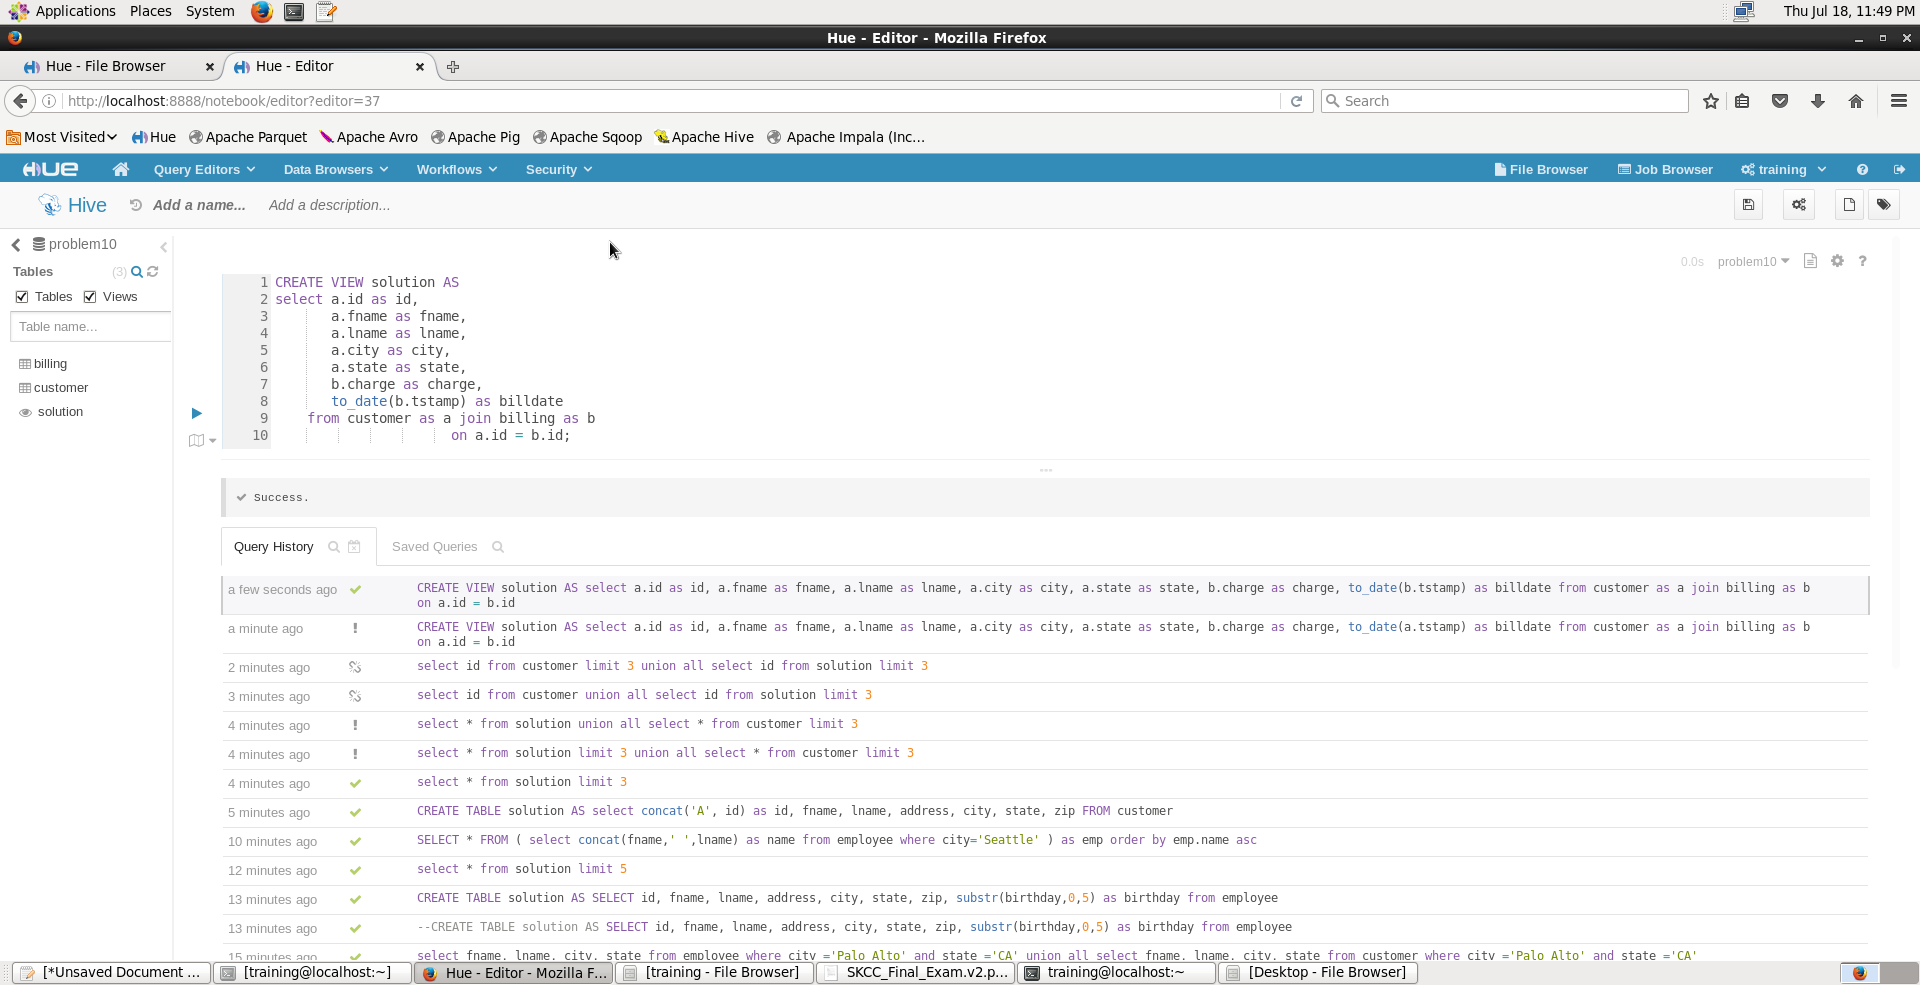 Applications Places System Thu Jul 18, 11:49 PM
Hue - Editor - Mozilla Firefox
Hue - File Browser Hue - Editor
http://localhost:8888/notebook/editor?editor=37 Search
Most Visited Hue Apache Parquet Apache Avro Apache Pig Apache Sqoop Apache Hive Apache Impala (Inc...
HUE Query Editors Data Browsers Workflows Security File Browser Job Browser training
Hive Add a name... Add a description...
problem10
Tables (3)
Tables Views
Table name...
billing
customer
solution
0.0s problem10
1 CREATE VIEW solution AS
2 select a.id as id,
3 a.fname as fname,
4 a.lname as lname,
5 a.city as city,
6 a.state as state,
7 b.charge as charge,
8 to_date(b.tstamp) as billdate
9 from customer as a join billing as b
10 on a.id = b.id;
Success.
Query History Saved Queries
a few seconds ago CREATE VIEW solution AS select a.id as id, a.fname as fname, a.lname as lname, a.city as city, a.state as state, b.charge as charge, to_date(b.tstamp) as billdate from customer as a join billing as b
on a.id = b.id
a minute ago ! CREATE VIEW solution AS select a.id as id, a.fname as fname, a.lname as lname, a.city as city, a.state as state, b.charge as charge, to_date(a.tstamp) as billdate from customer as a join billing as b
on a.id = b.id
2 minutes ago select id from customer limit 3 union all select id from solution limit 3
3 minutes ago select id from customer union all select id from solution limit 3
4 minutes ago ! select * from solution union all select * from customer limit 3
4 minutes ago ! select * from solution limit 3 union all select * from customer limit 3
4 minutes ago select * from solution limit 3
5 minutes ago CREATE TABLE solution AS select concat('A', id) as id, fname, lname, address, city, state, zip FROM customer
10 minutes ago SELECT * FROM ( select concat(fname,' ',lname) as name from employee where city='Seattle' ) as emp order by emp.name asc
12 minutes ago select * from solution limit 5
13 minutes ago CREATE TABLE solution AS SELECT id, fname, lname, address, city, state, zip, substr(birthday,0,5) as birthday from employee
13 minutes ago --CREATE TABLE solution AS SELECT id, fname, lname, address, city, state, zip, substr(birthday,0,5) as birthday from employee
15 minutes ago select fname, lname, city, state from employee where city ='Palo Alto' and state ='CA' union all select fname, lname, city, state from customer where city ='Palo Alto' and state ='CA'
[*Unsaved Document ... [training@localhost:~] Hue - Editor - Mozilla F... [training - File Browser] SKCC_Final_Exam.v2.p... training@localhost:~ [Desktop - File Browser]